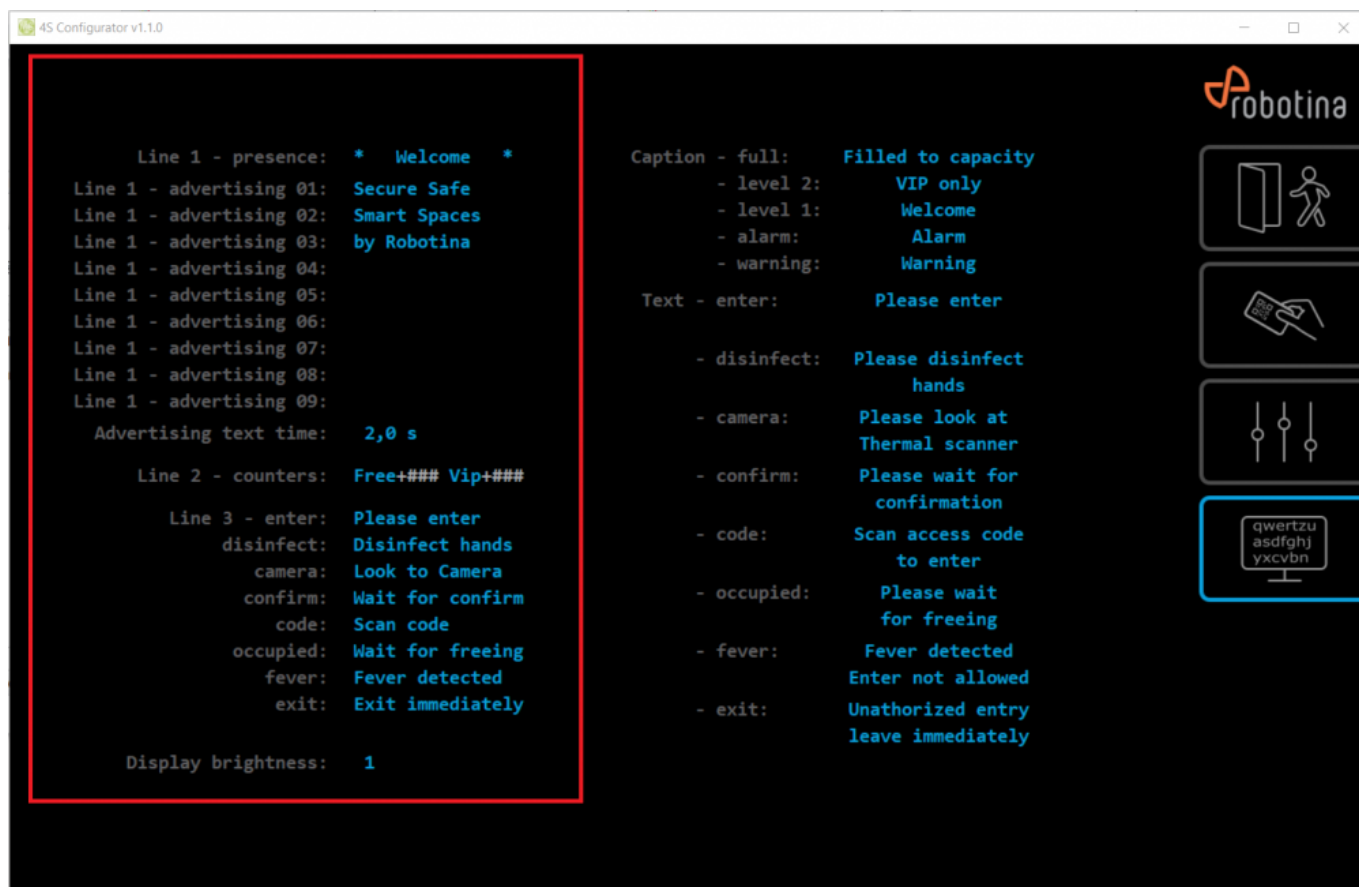 4S Configurator v1.1.0
Line 1 - presence: * Welcome *
Line 1 - advertising 01: Secure Safe
Line 1 - advertising 02: Smart Spaces
Line 1 - advertising 03: by Robotina
Line 1 - advertising 04:
Line 1 - advertising 05:
Line 1 - advertising 06:
Line 1 - advertising 07:
Line 1 - advertising 08:
Line 1 - advertising 09:
Advertising text time: 2,0 s
Line 2 - counters: Free+### Vip+###
Line 3 - enter: Please enter
disinfect: Disinfect hands
camera: Look to Camera
confirm: Wait for confirm
code: Scan code
occupied: Wait for freeing
fever: Fever detected
exit: Exit immediately
Display brightness: 1
Caption - full: Filled to capacity
- level 2: VIP only
- level 1: Welcome
- alarm: Alarm
- warning: Warning
Text - enter: Please enter
- disinfect: Please disinfect
hands
- camera: Please look at
Thermal scanner
- confirm: Please wait for
confirmation
- code: Scan access code
to enter
- occupied: Please wait
for freeing
- fever: Fever detected
Enter not allowed
- exit: Unathorized entry
leave immediately
robotina
qwertzu
asdfghj
yxcvbn